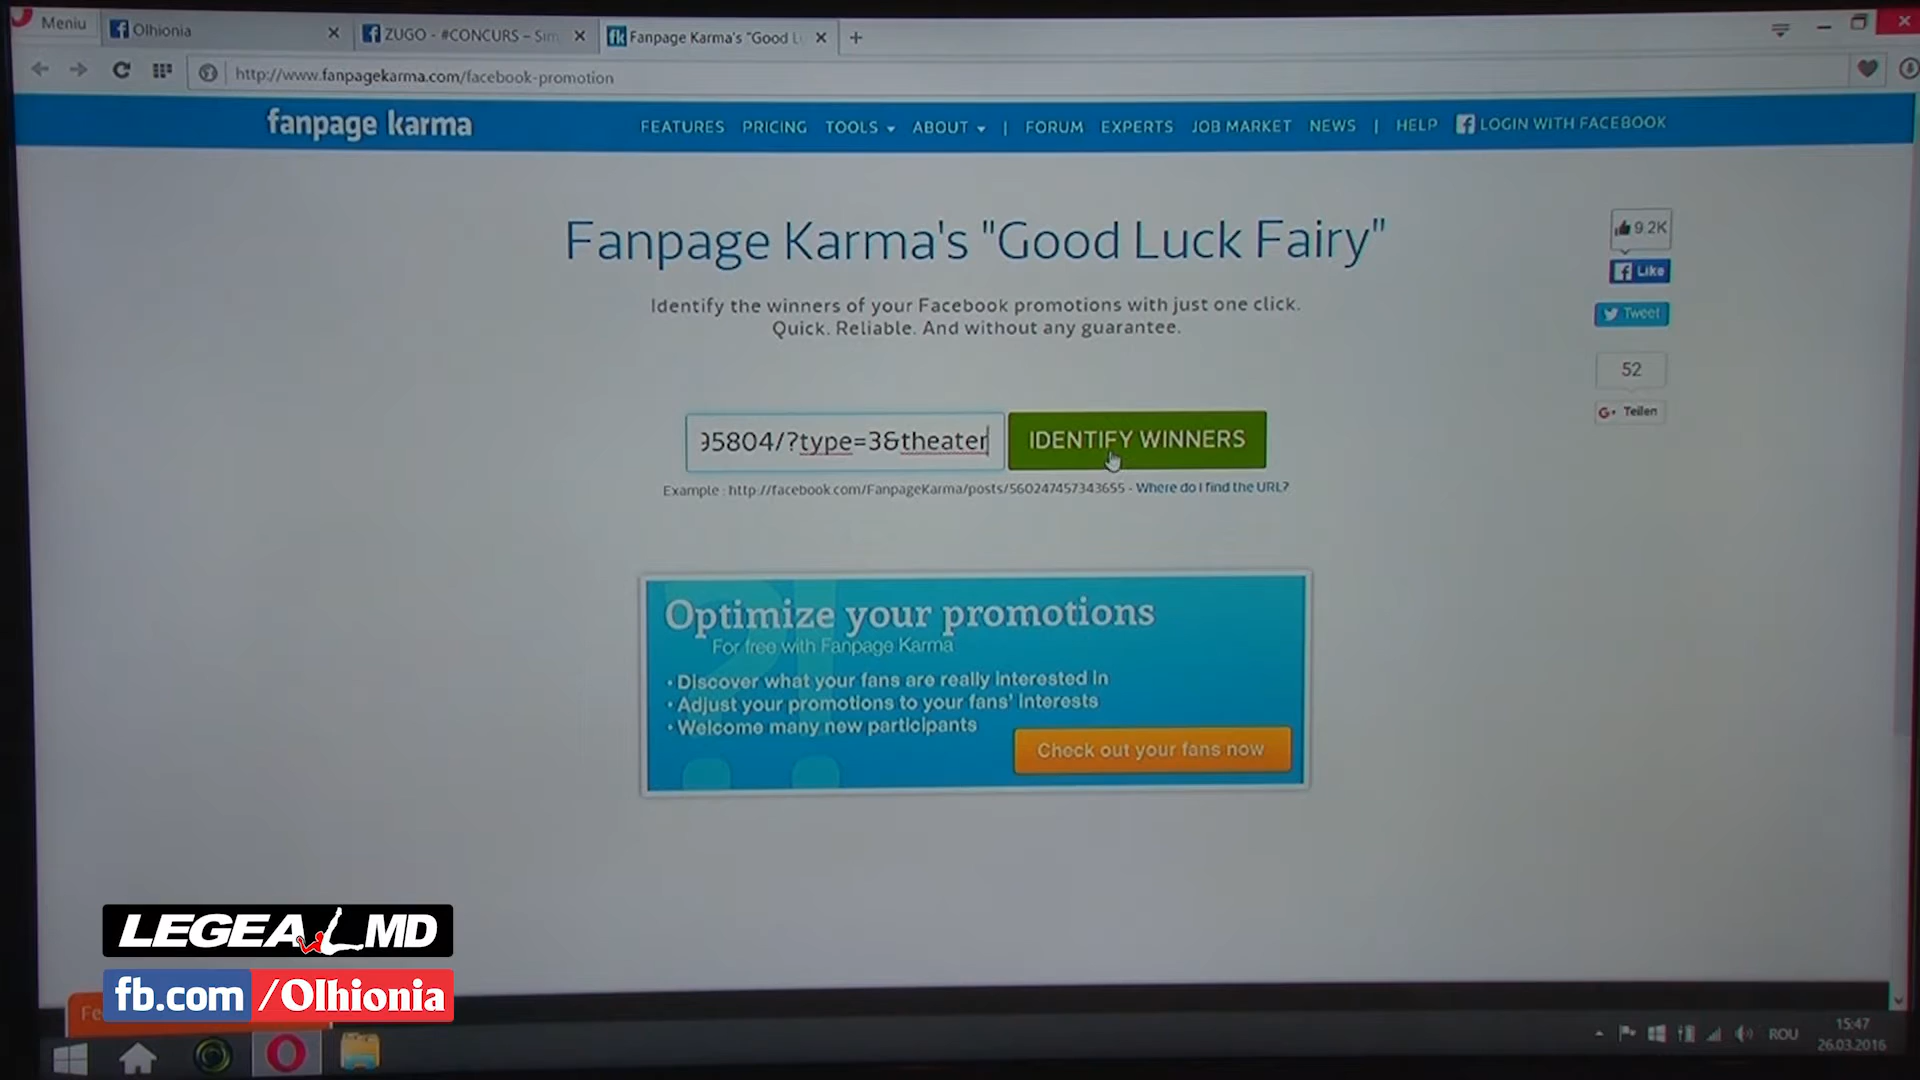 Meniu
Olhionia
ZUGO - #CONCURS – Sim
Fanpage Karma's "Good L
http://www.fanpagekarma.com/facebook-promotion
fanpage karma
FEATURES PRICING TOOLS ABOUT | FORUM EXPERTS JOB MARKET NEWS | HELP LOGIN WITH FACEBOOK
Fanpage Karma's "Good Luck Fairy"
Identify the winners of your Facebook promotions with just one click.
Quick. Reliable. And without any guarantee.
9.2K
Like
Tweet
52
G+ Teilen
95804/?type=3&theater
IDENTIFY WINNERS
Example : http://facebook.com/FanpageKarma/posts/560247457343655 - Where do I find the URL?
Optimize your promotions
For free with Fanpage Karma
• Discover what your fans are really interested in
• Adjust your promotions to your fans' interests
• Welcome many new participants
Check out your fans now
LEGEA MD
fb.com/Olhionia
Fe
ROU
15:47
26.03.2016